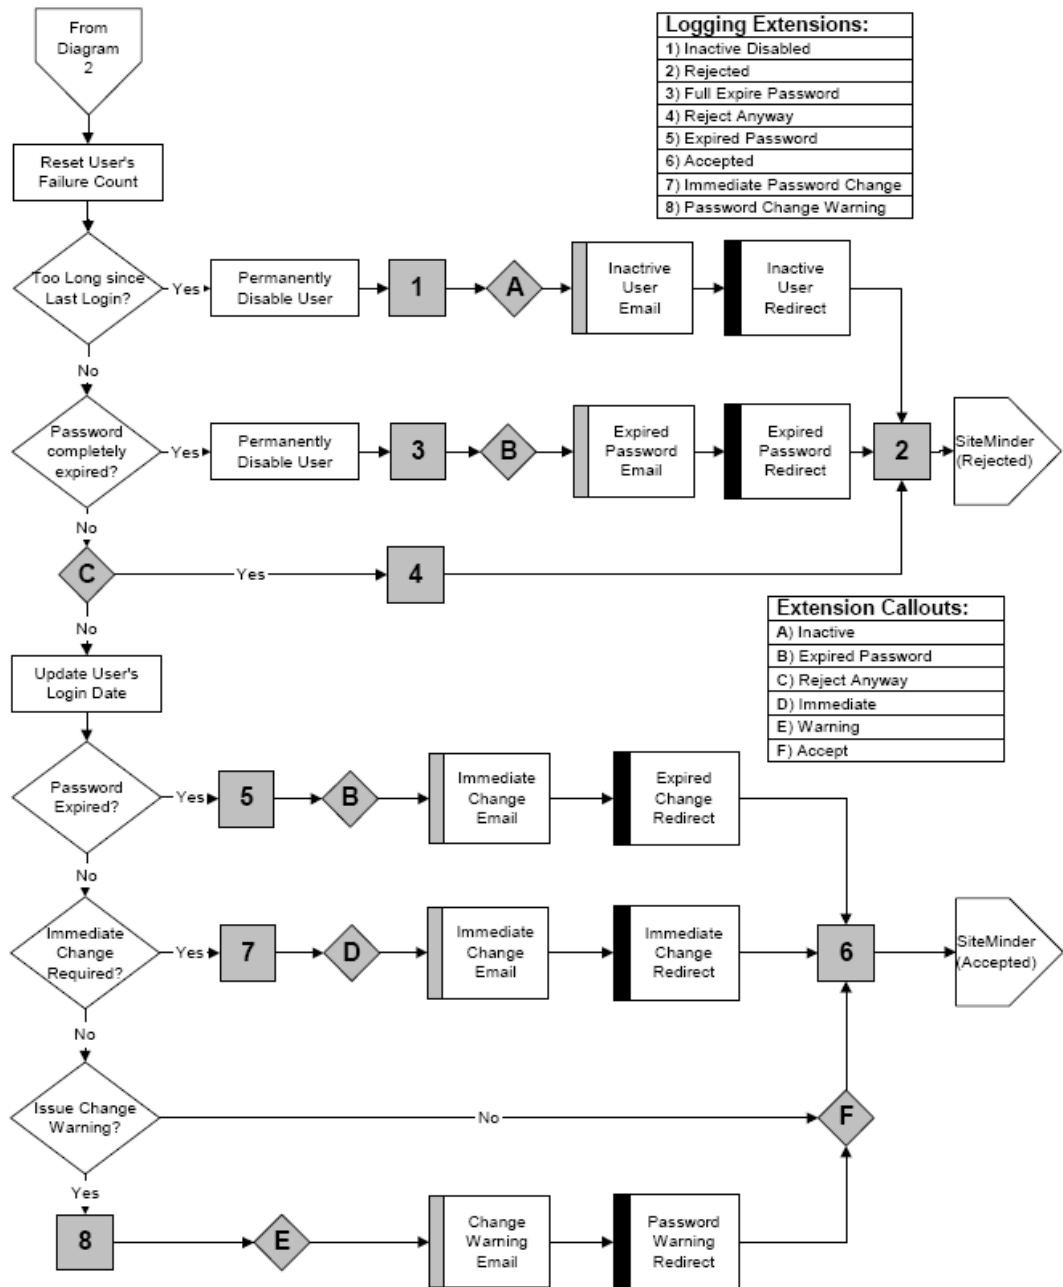 From
Diagram
2
Logging Extensions:
1) Inactive Disabled
2) Rejected
3) Full Expire Password
4) Reject Anyway
5) Expired Password
6) Accepted
7) Immediate Password Change
8) Password Change Warning
Reset User's
Failure Count
Too Long since
Last Login?
Yes
Permanently
Disable User
1
A
Inactrive
User
Email
Inactive
User
Redirect
No
Password
completely
expired?
Yes
Permanently
Disable User
3
B
Expired
Password
Email
Expired
Password
Redirect
2
SiteMinder
(Rejected)
No
C
Yes
4
No
Extension Callouts:
A) Inactive
B) Expired Password
C) Reject Anyway
D) Immediate
E) Warning
F) Accept
Update User's
Login Date
Password
Expired?
Yes
5
B
Immediate
Change
Email
Expired
Change
Redirect
No
Immediate
Change
Required?
Yes
7
D
Immediate
Change
Email
Immediate
Change
Redirect
6
SiteMinder
(Accepted)
No
Issue Change
Warning?
No
F
Yes
8
E
Change
Warning
Email
Password
Warning
Redirect